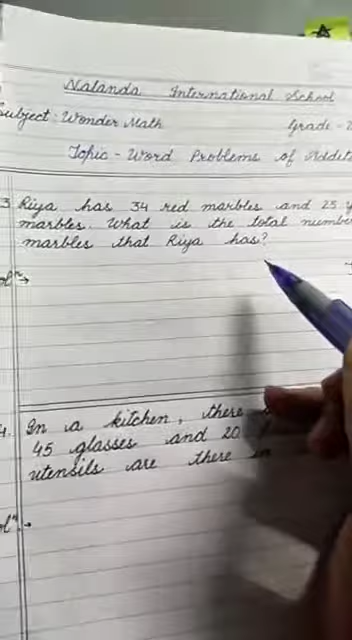 Nalanda International School
Subject: Wonder Math Grade-2
Topic - Word Problems of
3 Riya has 34 red marbles and 25
marbles. What is the total
marbles that Riya has?
4. In a kitchen, there
45 glasses and 20
utensils are there